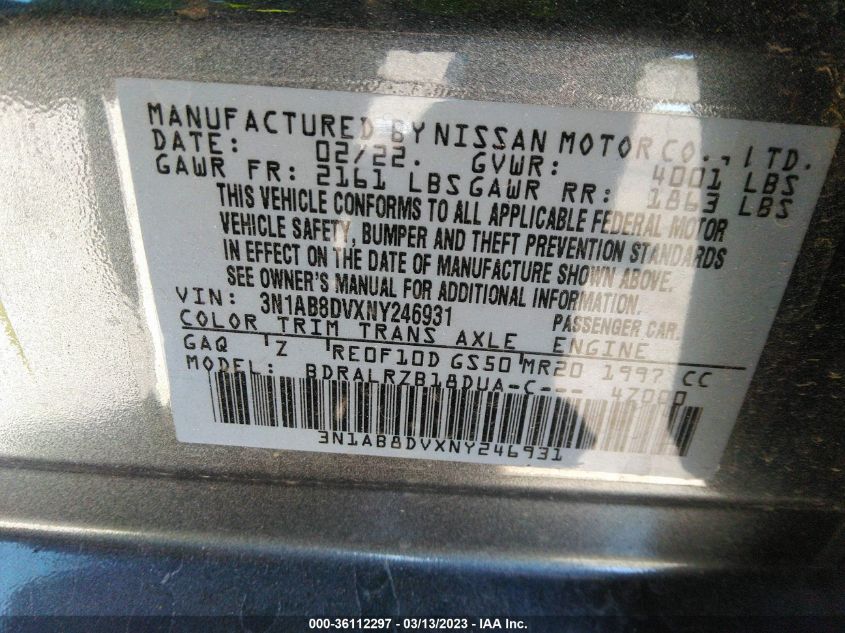 MANUFACTURED BY NISSAN MOTOR CO., LTD.
DATE: 02/22. GVWR: 4001 LBS
GAWR FR: 2161 LBS GAWR RR: 1863 LBS
THIS VEHICLE CONFORMS TO ALL APPLICABLE FEDERAL MOTOR
VEHICLE SAFETY, BUMPER AND THEFT PREVENTION STANDARDS
IN EFFECT ON THE DATE OF MANUFACTURE SHOWN ABOVE.
SEE OWNER'S MANUAL FOR ADDITIONAL INFORMATION.
VIN: 3N1AB8DVXNY246931 PASSENGER CAR.
COLOR TRIM TRANS AXLE ENGINE
GAQ Z RE0F10D GS50 MR20 1997 CC
MODEL: BDRALRZB18DUA-C--- 47000
3N1AB8DVXNY246931
000-36112297 - 03/13/2023 - © IAA Inc.